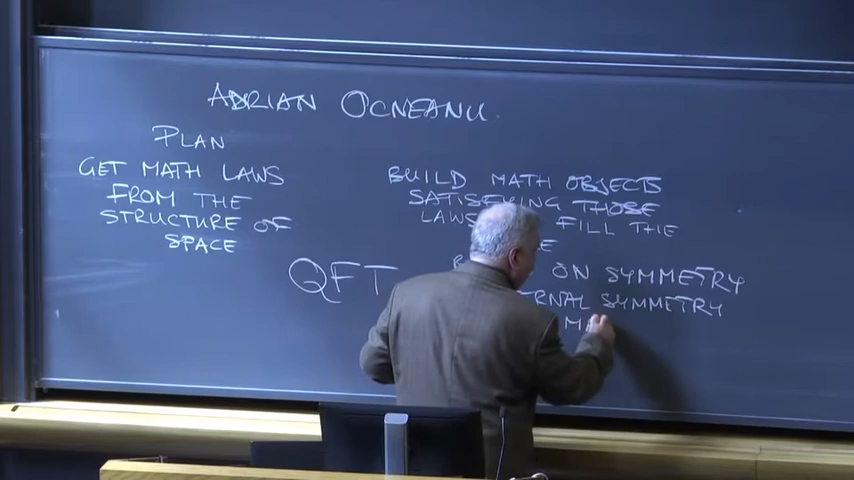 ADRIAN OCNEANU
PLAN
GET MATH LAWS
FROM THE
STRUCTURE OF
SPACE
BUILD MATH OBJECTS
SATISFYING THOSE
LAWS FILL THE
QFT
ON SYMMETRY
SYMMETRY